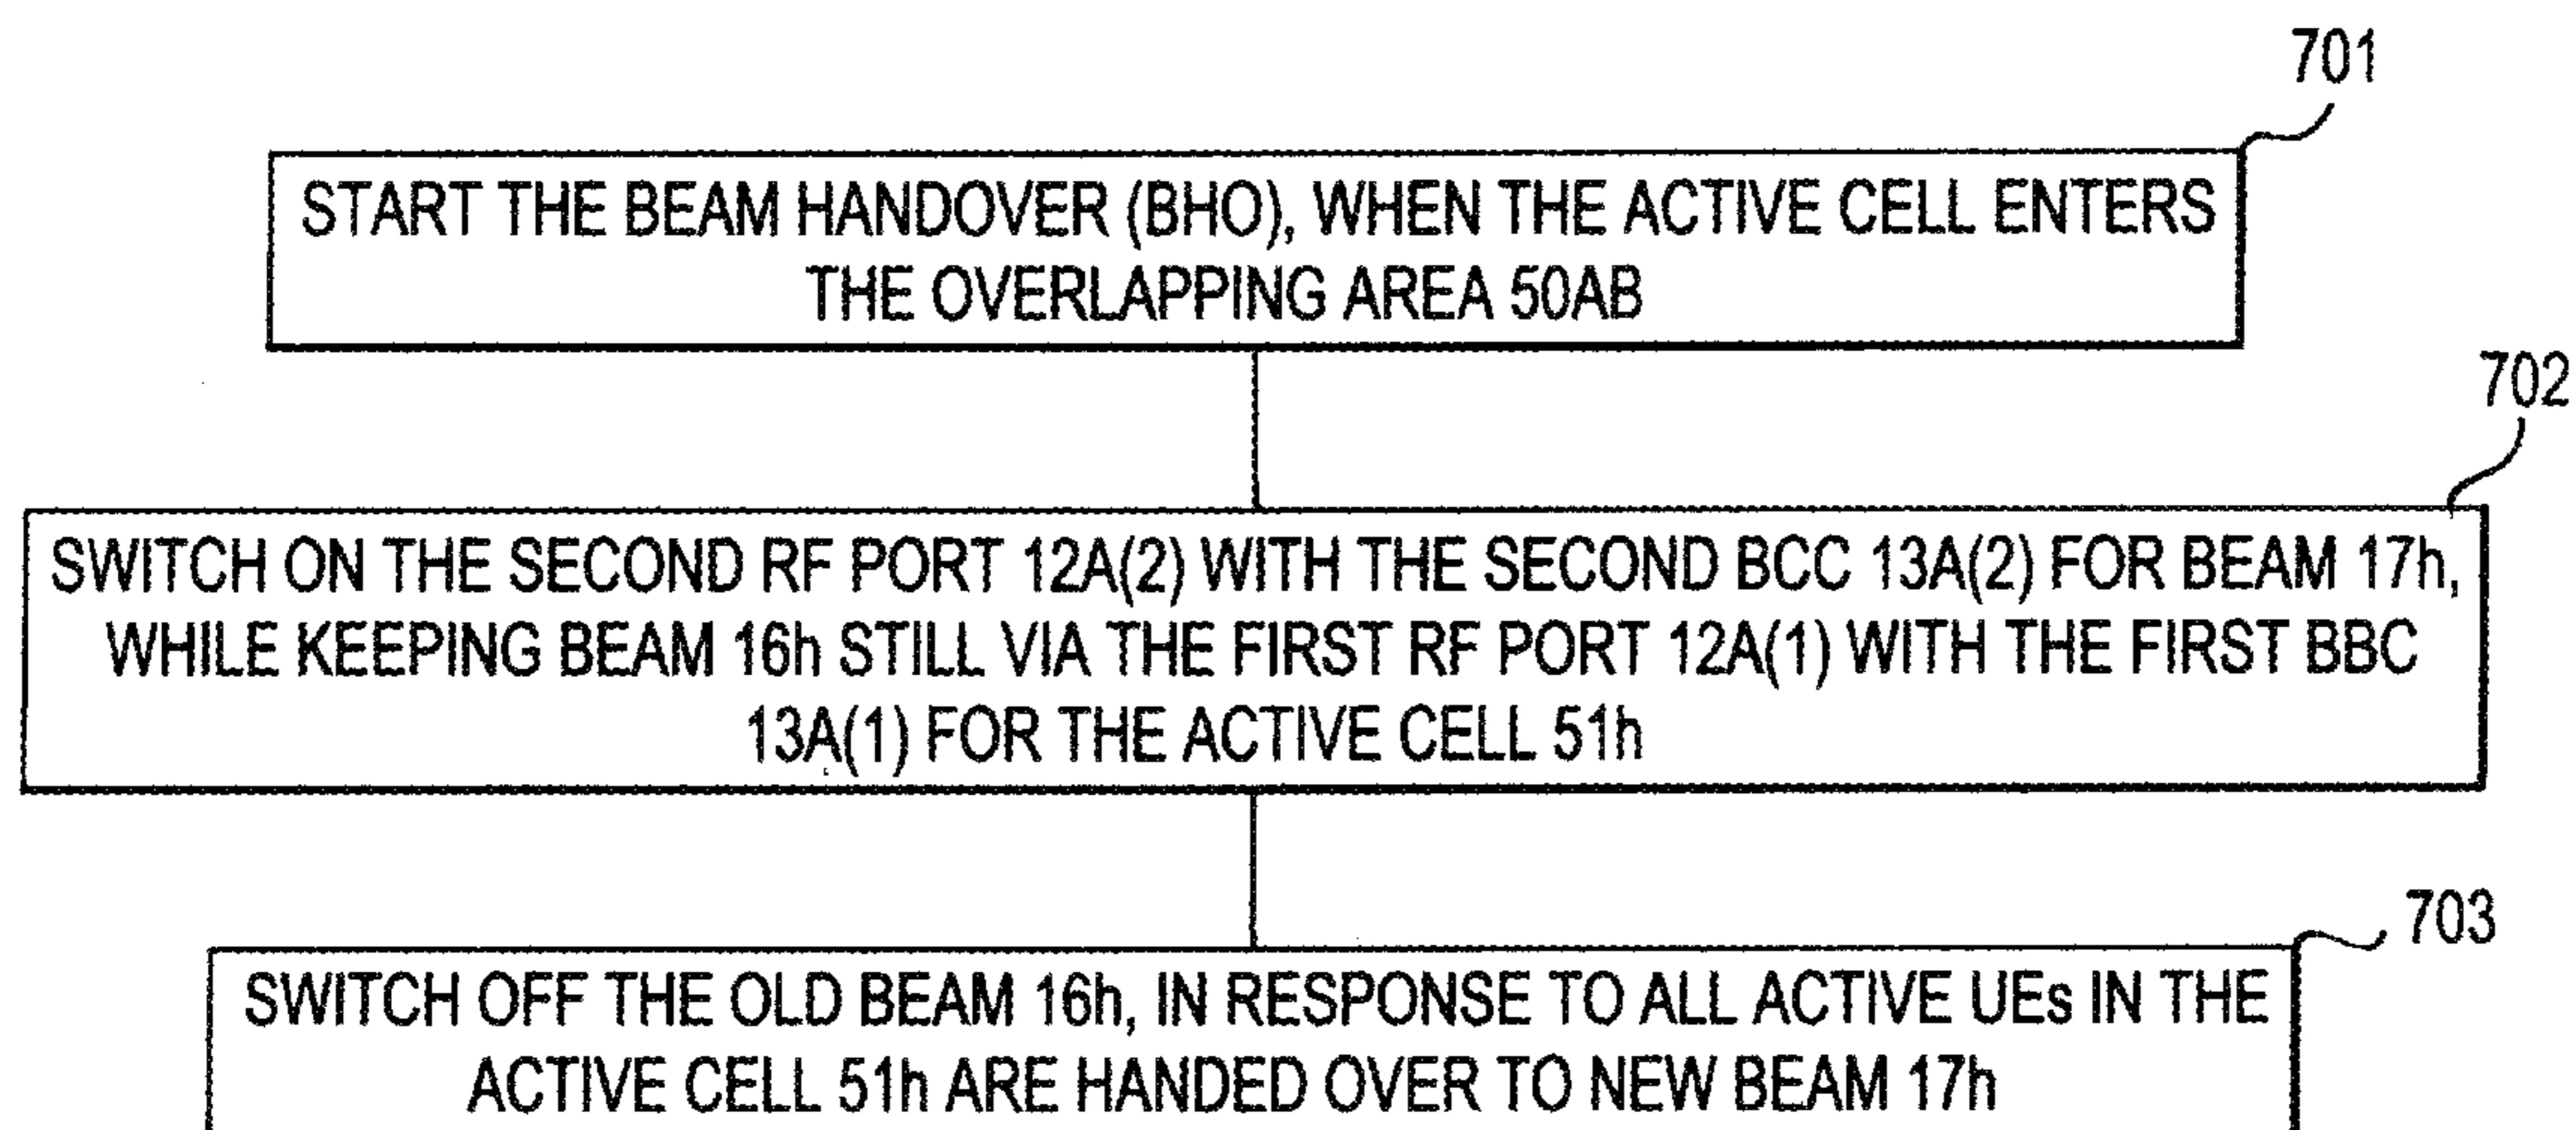 701
START THE BEAM HANDOVER (BHO), WHEN THE ACTIVE CELL ENTERS
THE OVERLAPPING AREA 50AB
702
SWITCH ON THE SECOND RF PORT 12A(2) WITH THE SECOND BCC 13A(2) FOR BEAM 17h,
WHILE KEEPING BEAM 16h STILL VIA THE FIRST RF PORT 12A(1) WITH THE FIRST BBC
13A(1) FOR THE ACTIVE CELL 51h
703
SWITCH OFF THE OLD BEAM 16h, IN RESPONSE TO ALL ACTIVE UEs IN THE
ACTIVE CELL 51h ARE HANDED OVER TO NEW BEAM 17h